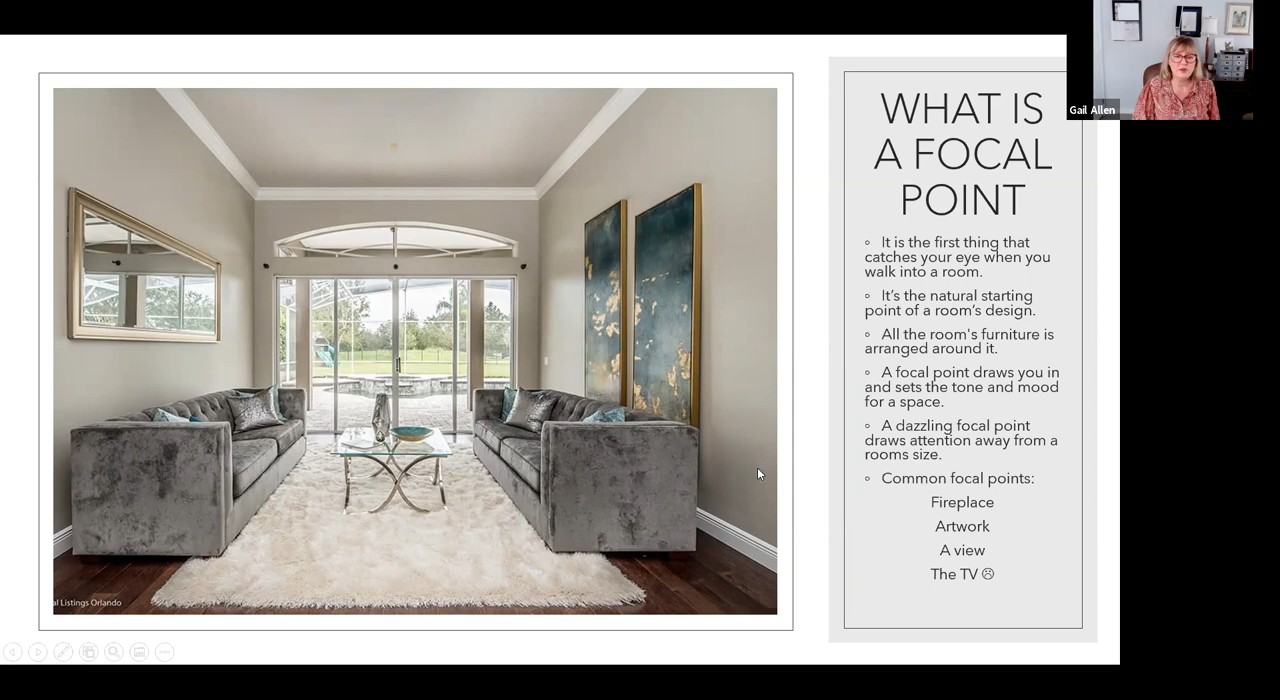 Gail Allen
WHAT IS
A FOCAL
POINT
◦ It is the first thing that
catches your eye when you
walk into a room.
◦ It’s the natural starting
point of a room’s design.
◦ All the room's furniture is
arranged around it.
◦ A focal point draws you in
and sets the tone and mood
for a space.
◦ A dazzling focal point
draws attention away from a
rooms size.
◦ Common focal points:
Fireplace
Artwork
A view
The TV ☹
al Listings Orlando